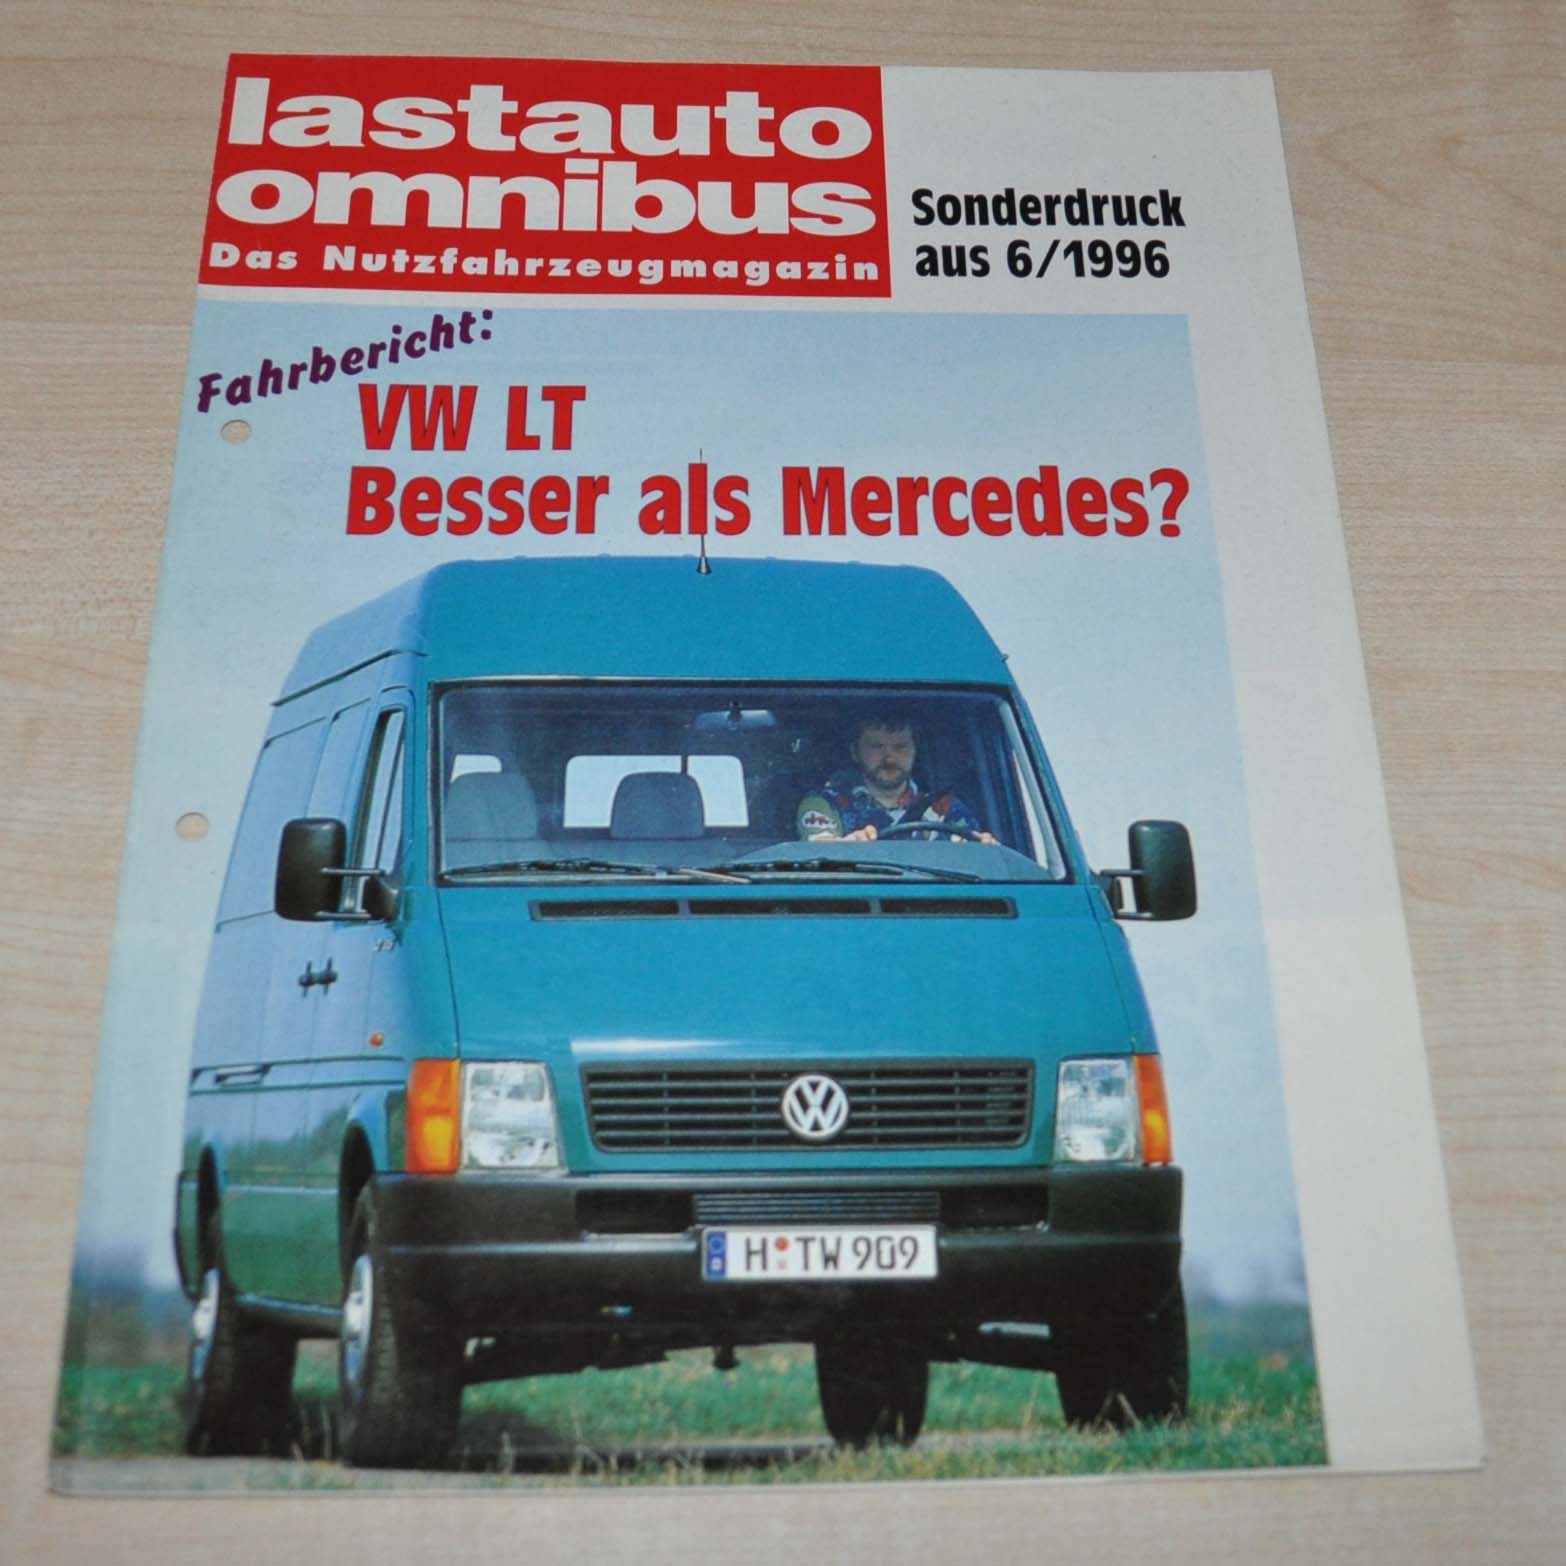 lastauto
omnibus
Das Nutzfahrzeugmagazin
Sonderdruck
aus 6/1996
Fahrbericht:
VW LT
Besser als Mercedes?
H TW 909